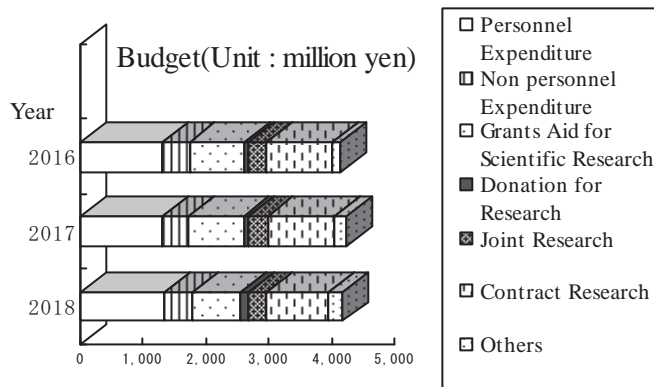 Budget(Unit : million yen)
Year
2016
2017
2018
0 1,000 2,000 3,000 4,000 5,000
Personnel
Expenditure
Non personnel
Expenditure
Grants Aid for
Scientific Research
Donation for
Research
Joint Research
Contract Research
Others